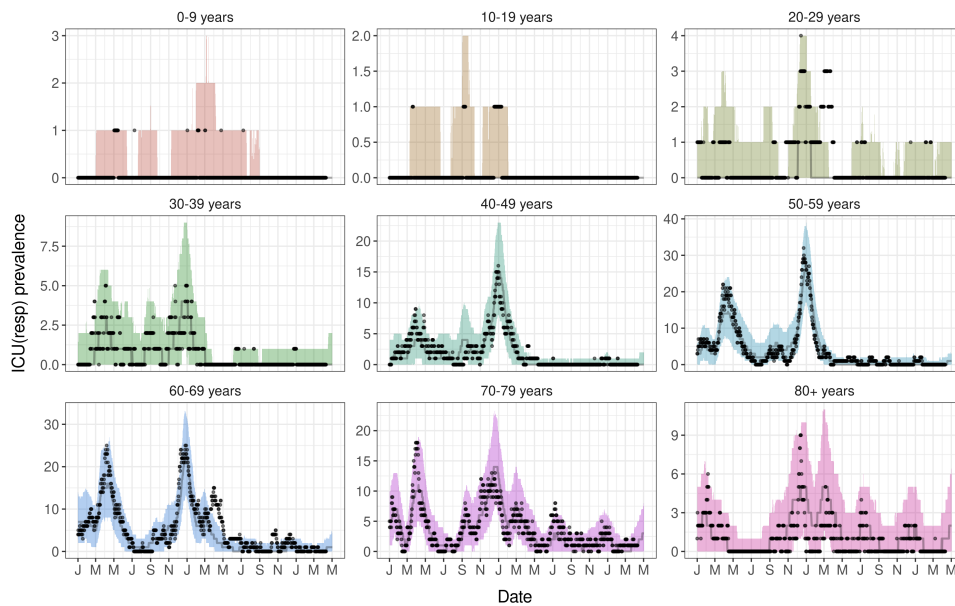 0-9 years
10-19 years
20-29 years
3
2
1
0
2.0
1.5
1.0
0.5
0.0
4
3
2
1
0
30-39 years
40-49 years
50-59 years
7.5
5.0
2.5
0.0
20
15
10
5
0
40
30
20
10
0
60-69 years
70-79 years
80+ years
30
20
10
0
20
15
10
5
0
9
6
3
0
J M M J S N J M M J S N J M M
J M M J S N J M M J S N J M M
J M M J S N J M M J S N J M M
ICU(resp) prevalence
Date